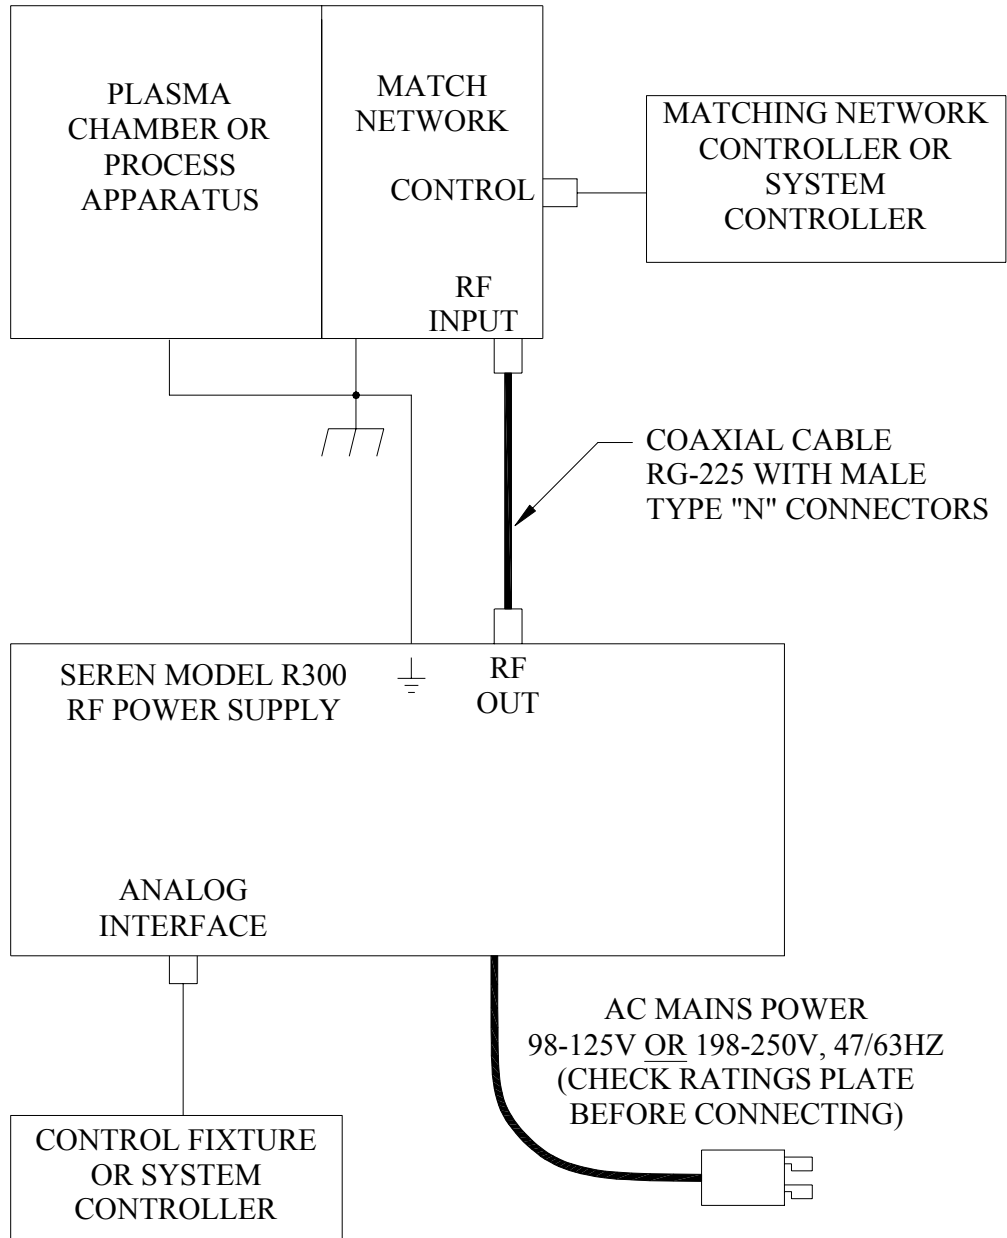 PLASMA
CHAMBER OR
PROCESS
APPARATUS
MATCH
NETWORK
CONTROL
RF
INPUT
MATCHING NETWORK
CONTROLLER OR
SYSTEM
CONTROLLER
COAXIAL CABLE
RG-225 WITH MALE
TYPE "N" CONNECTORS
SEREN MODEL R300
RF POWER SUPPLY
RF
OUT
ANALOG
INTERFACE
AC MAINS POWER
98-125V OR 198-250V, 47/63HZ
(CHECK RATINGS PLATE
BEFORE CONNECTING)
CONTROL FIXTURE
OR SYSTEM
CONTROLLER